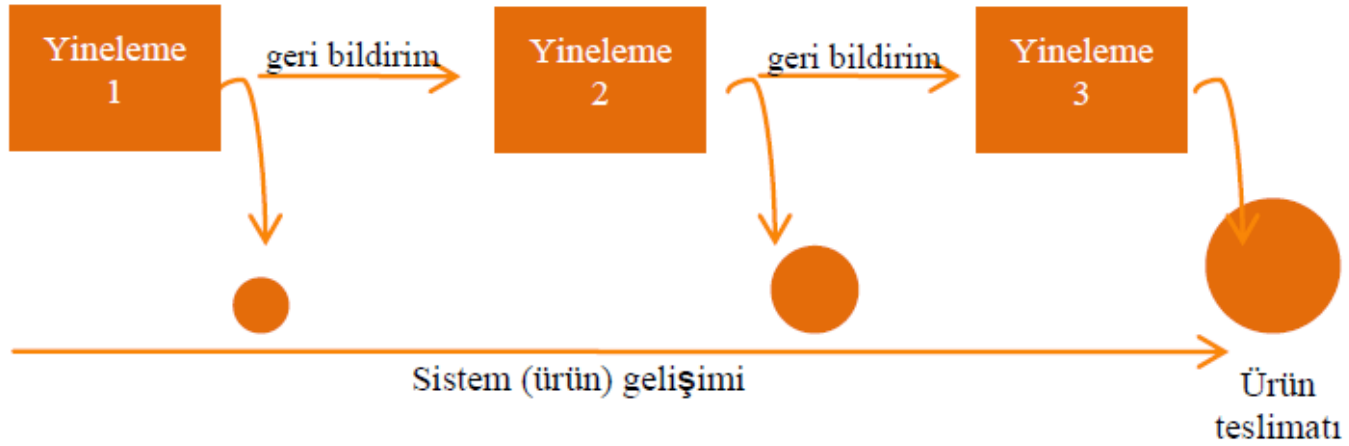 Yineleme
1
geri bildirim
Yineleme
2
geri bildirim
Yineleme
3
Sistem (ürün) gelişimi
Ürün
teslimatı